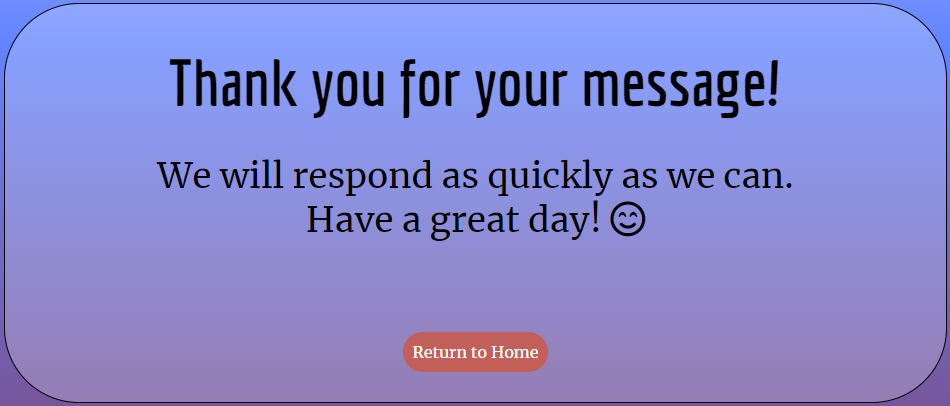 Thank you for your message!
We will respond as quickly as we can.
Have a great day!
Return to Home